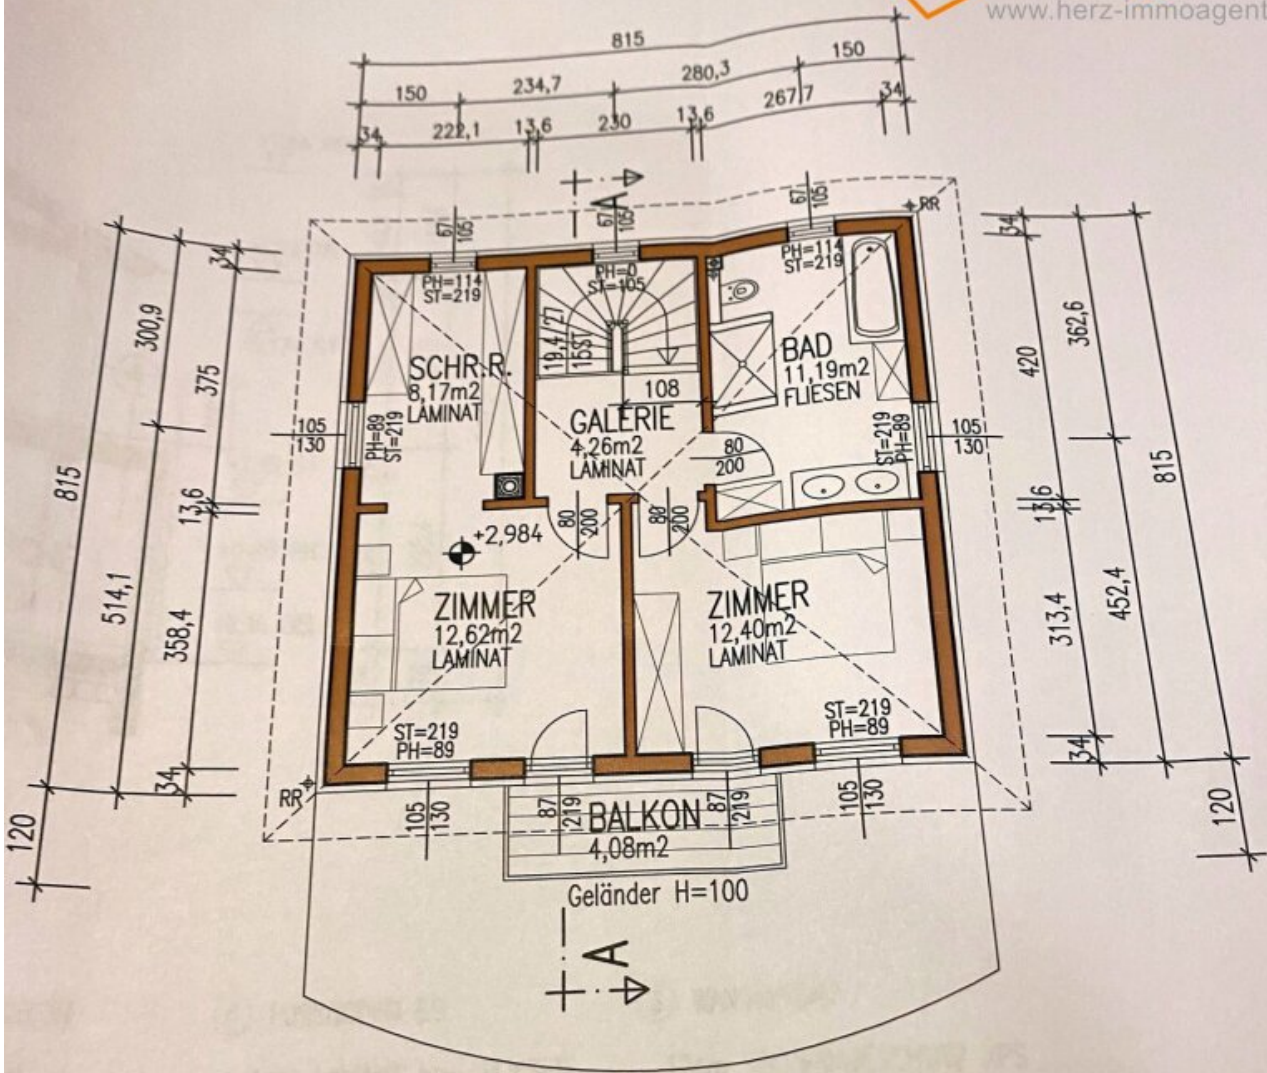 www.herz-immoagent
815
150
234,7
280,3
150
34
222,1
13,6
230
13,6
267,7
34
A
67
105
67
105
67
105
RR
PH=114
ST=219
PH=0
ST=105
PH=114
ST=219
34
300,9
375
815
514,1
13,6
358,4
34
120
34
362,6
420
815
13,6
313,4
452,4
34
120
105
130
PH=89
ST=219
SCHR.R.
8,17m2
LAMINAT
19,4/27
15ST
108
GALERIE
4,26m2
LAMINAT
BAD
11,19m2
FLIESEN
ST=219
PH=89
105
130
80
200
80
200
80
200
+2,984
ZIMMER
12,62m2
LAMINAT
ZIMMER
12,40m2
LAMINAT
ST=219
PH=89
ST=219
PH=89
RR
105
130
87
219
87
219
105
130
BALKON
4,08m2
Geländer H=100
A